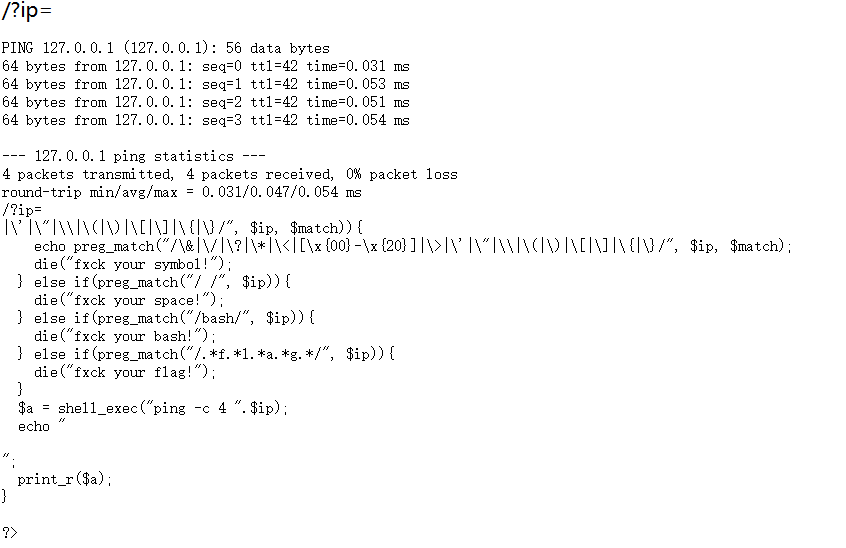 /?ip=
PING 127.0.0.1 (127.0.0.1): 56 data bytes
64 bytes from 127.0.0.1: seq=0 ttl=42 time=0.031 ms
64 bytes from 127.0.0.1: seq=1 ttl=42 time=0.053 ms
64 bytes from 127.0.0.1: seq=2 ttl=42 time=0.051 ms
64 bytes from 127.0.0.1: seq=3 ttl=42 time=0.054 ms
--- 127.0.0.1 ping statistics ---
4 packets transmitted, 4 packets received, 0% packet loss
round-trip min/avg/max = 0.031/0.047/0.054 ms
/?ip=
|\'|\"|\\|\(|\)|\[|\]|\{|\}/", $ip, $match)){
    echo preg_match("/\&|\/|\?|\*|\<|[\x{00}-\x{20}]|\>|\'|\"|\\|\(|\)|\[|\]|\{|\}/", $ip, $match);
    die("fxck your symbol!");
  } else if(preg_match("/ /", $ip)){
    die("fxck your space!");
  } else if(preg_match("/bash/", $ip)){
    die("fxck your bash!");
  } else if(preg_match("/.*f.*l.*a.*g.*/", $ip)){
    die("fxck your flag!");
  }
  $a = shell_exec("ping -c 4 ".$ip);
  echo "
";
  print_r($a);
}
?>